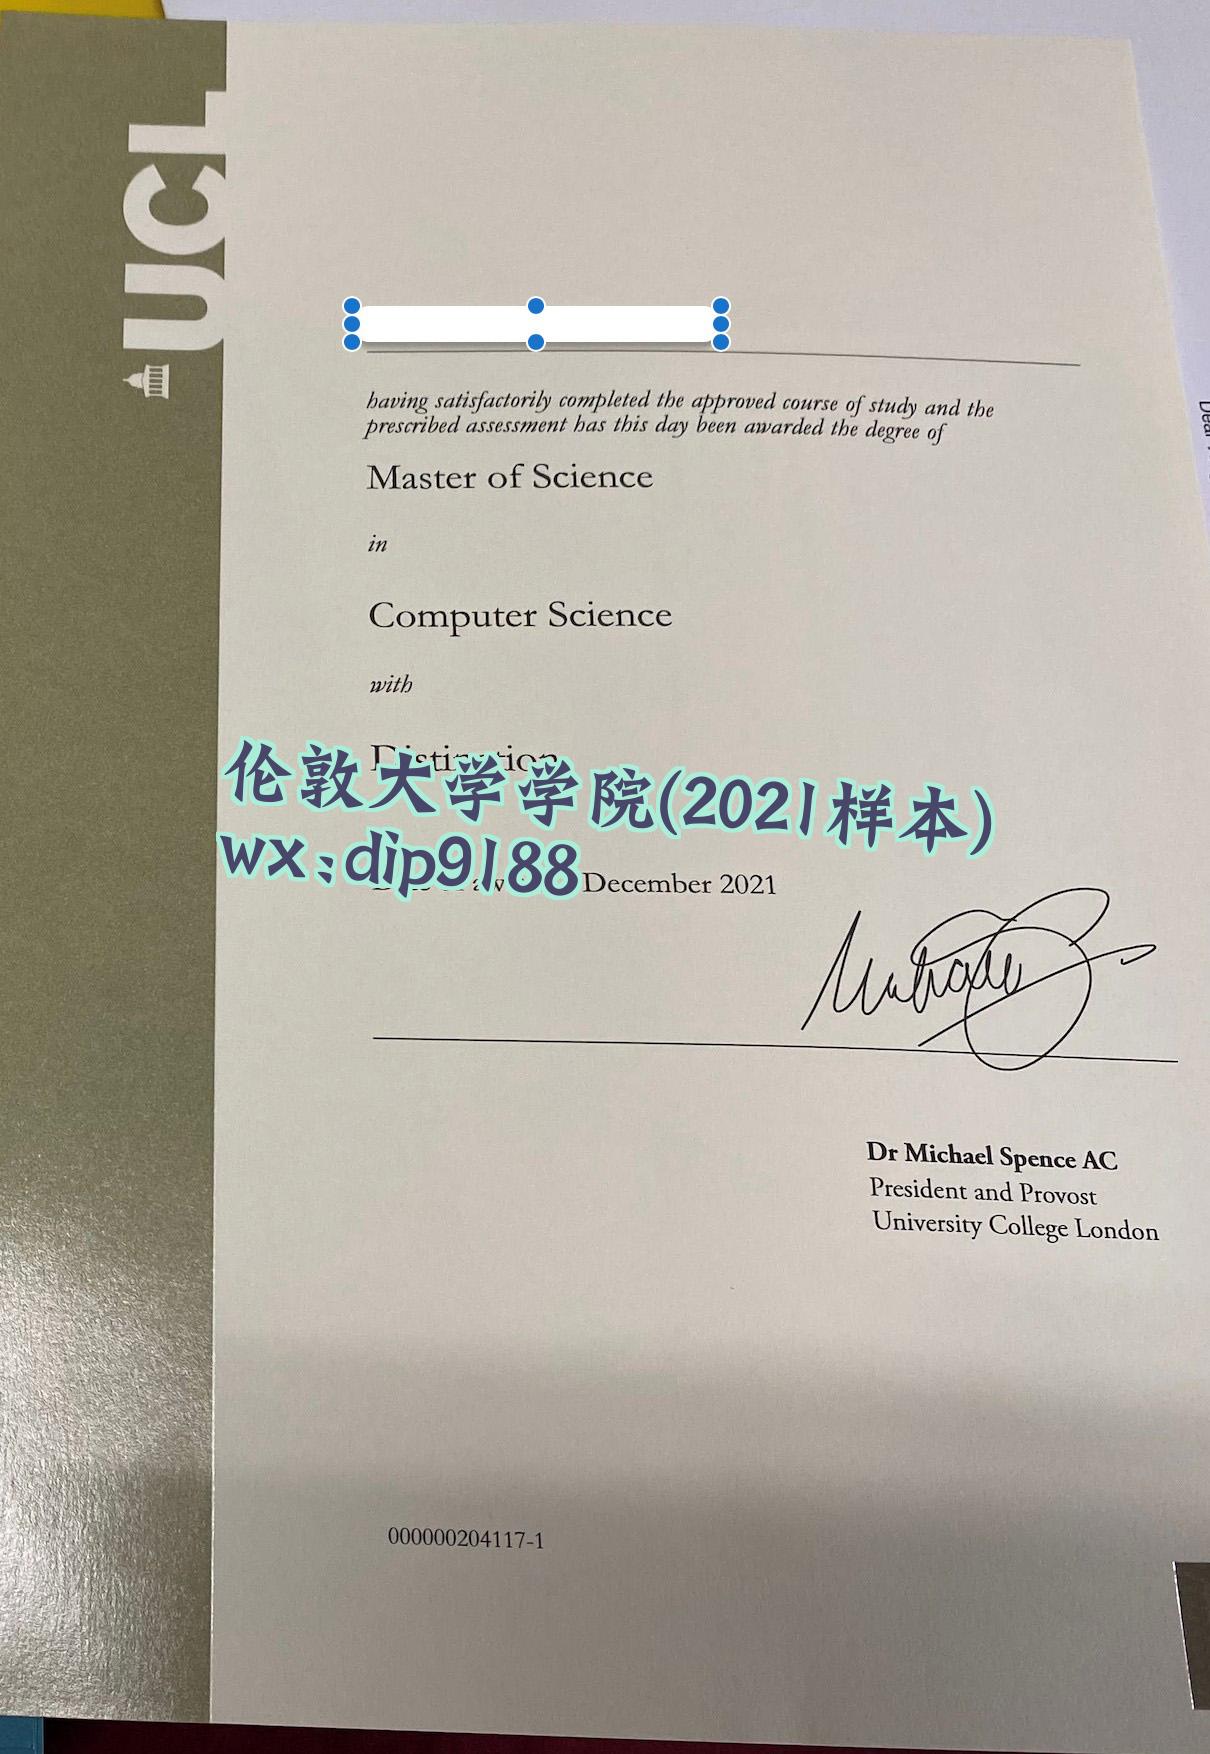 UCL
having satisfactorily completed the approved course of study and the
prescribed assessment has this day been awarded the degree of
Master of Science
in
Computer Science
with
Distinction
伦敦大学学院(2021样本)
wx:dip9188
December 2021
Dr Michael Spence AC
President and Provost
University College London
000000204117-1
Dear